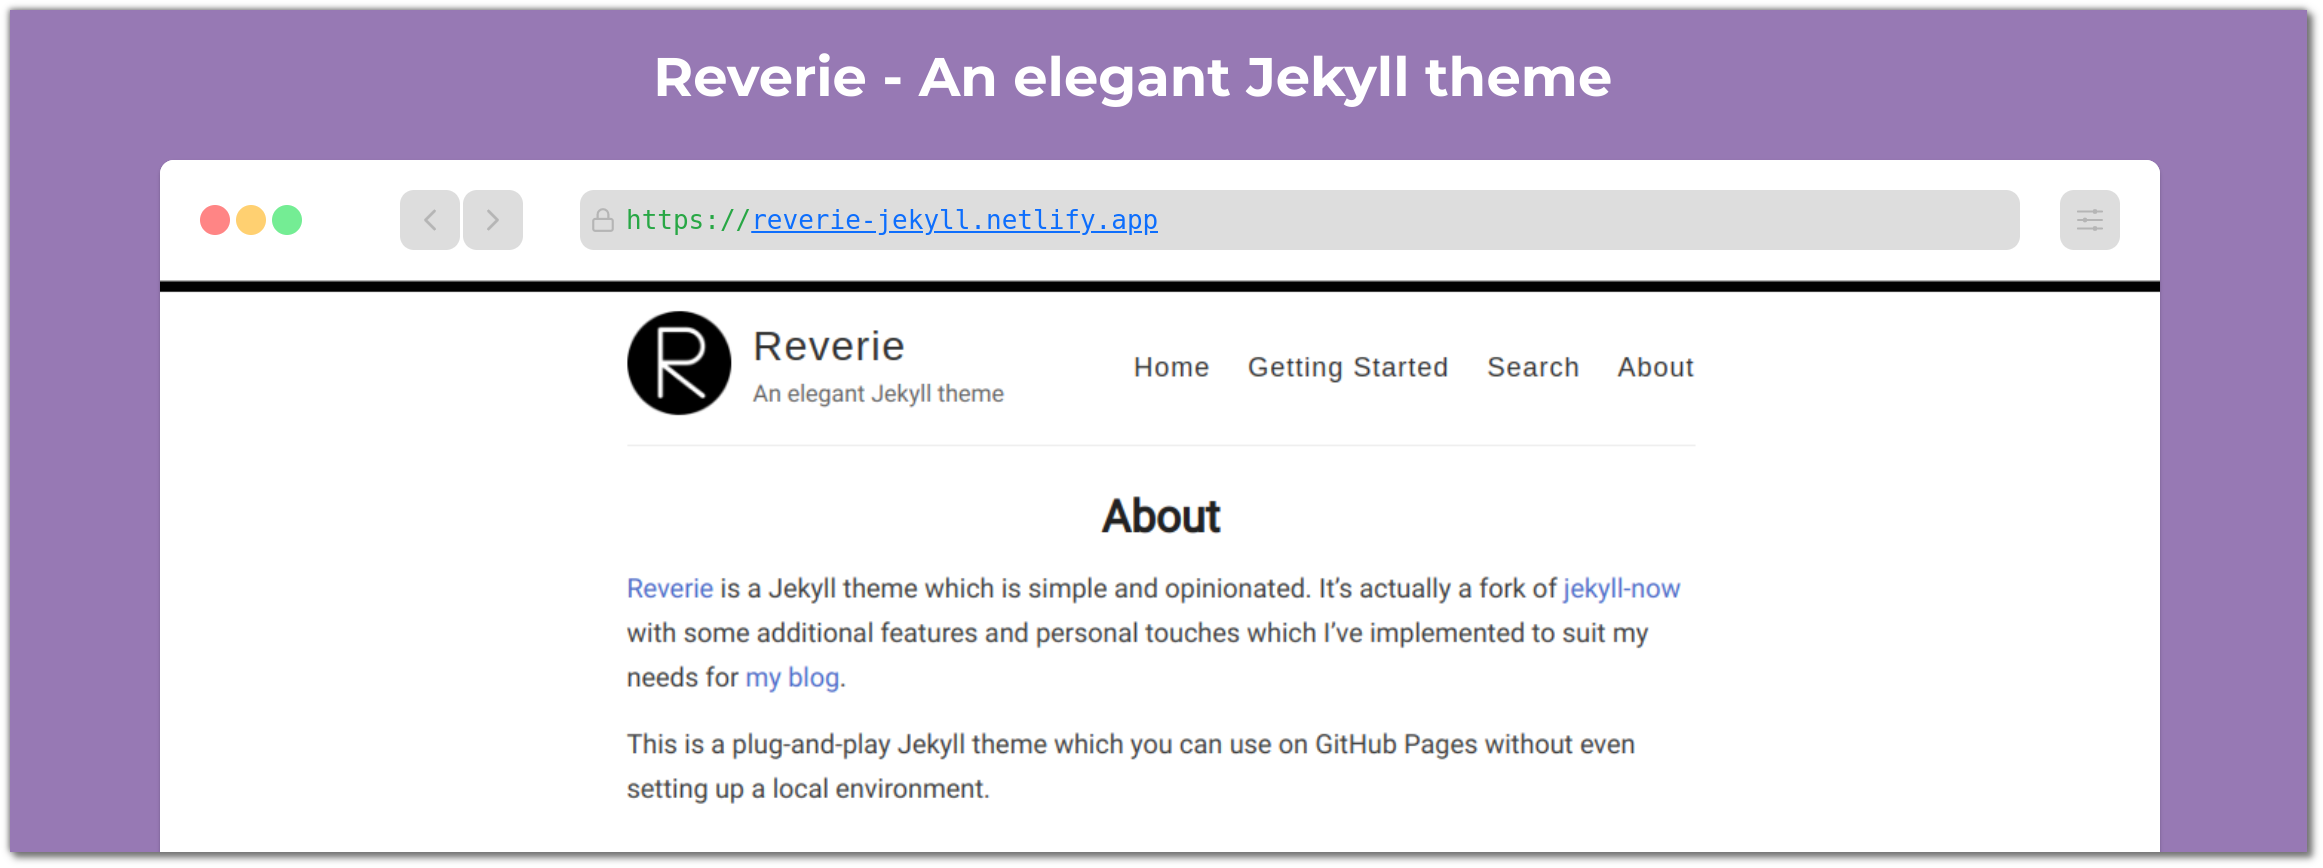 Reverie - An elegant Jekyll theme
https://reverie-jekyll.netlify.app
R
Reverie
An elegant Jekyll theme
Home Getting Started Search About
About
Reverie is a Jekyll theme which is simple and opinionated. It’s actually a fork of jekyll-now
with some additional features and personal touches which I’ve implemented to suit my
needs for my blog.
This is a plug-and-play Jekyll theme which you can use on GitHub Pages without even
setting up a local environment.